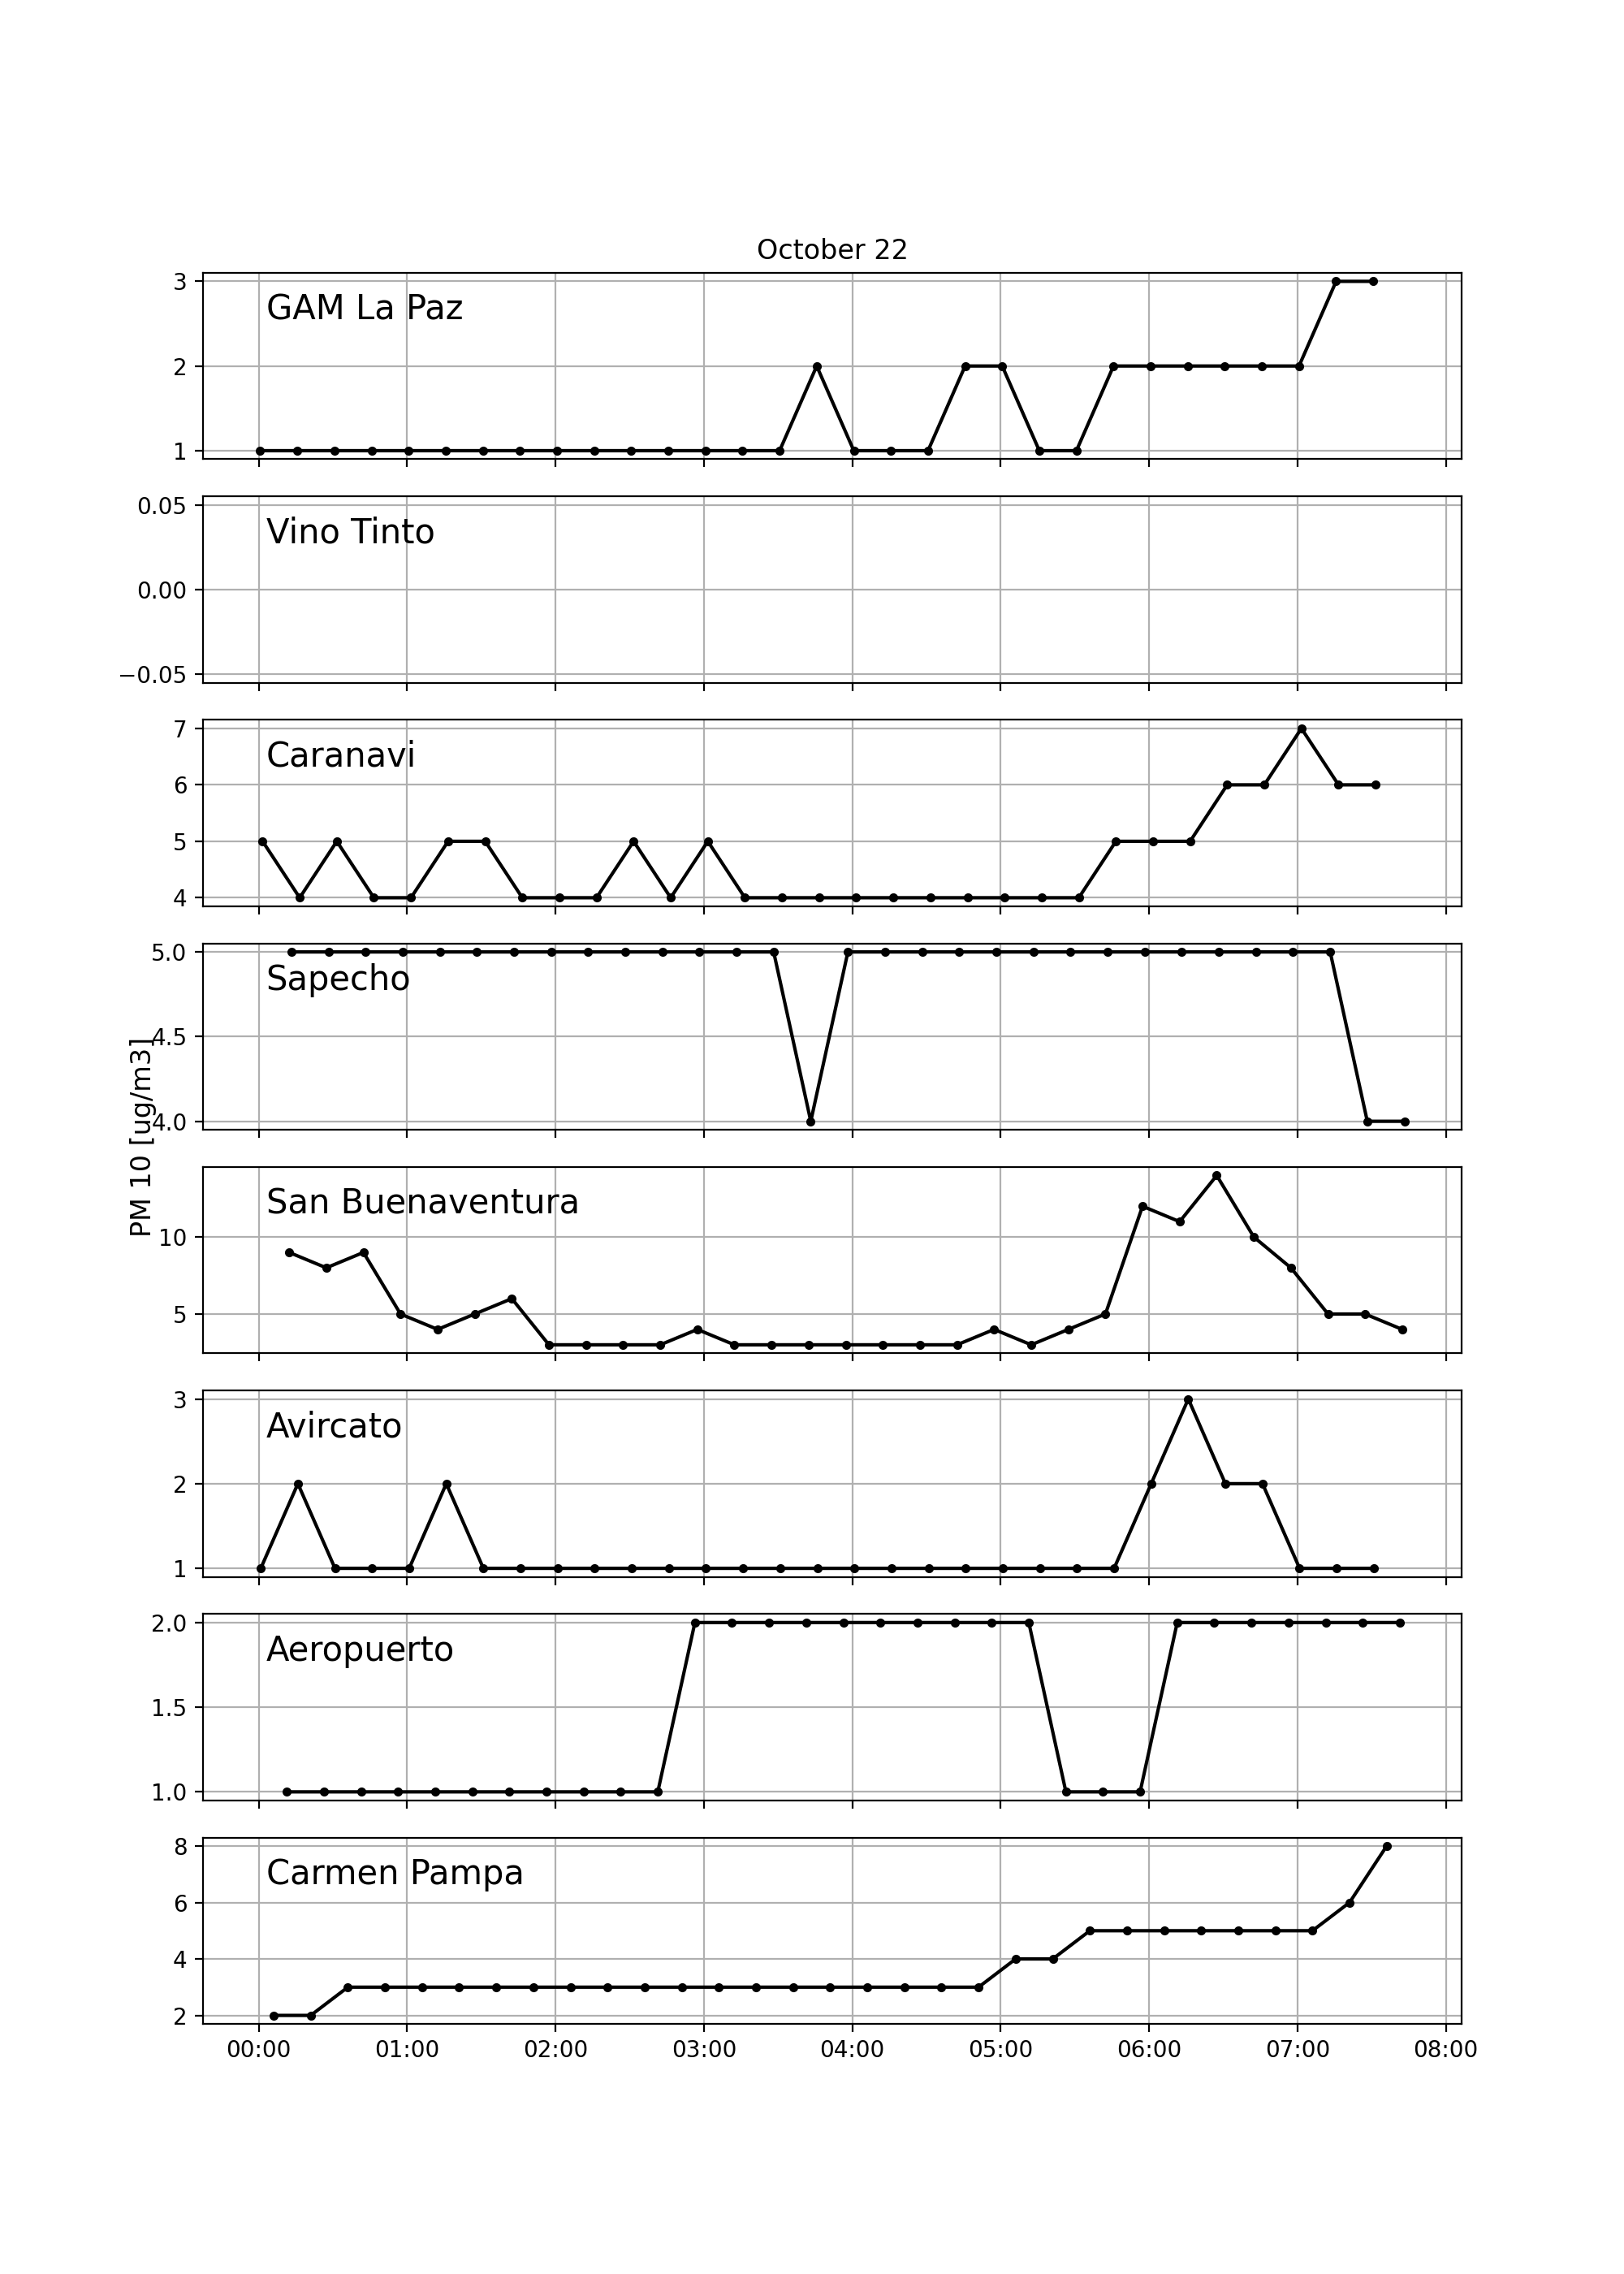 October 22
3
GAM La Paz
2
1
0.05
Vino Tinto
0.00
−0.05
7
Caranavi
6
5
4
5.0
Sapecho
4.5
4.0
PM 10 [ug/m3]
San Buenaventura
10
5
3
Avircato
2
1
2.0
Aeropuerto
1.5
1.0
8
Carmen Pampa
6
4
2
00:00 01:00 02:00 03:00 04:00 05:00 06:00 07:00 08:00